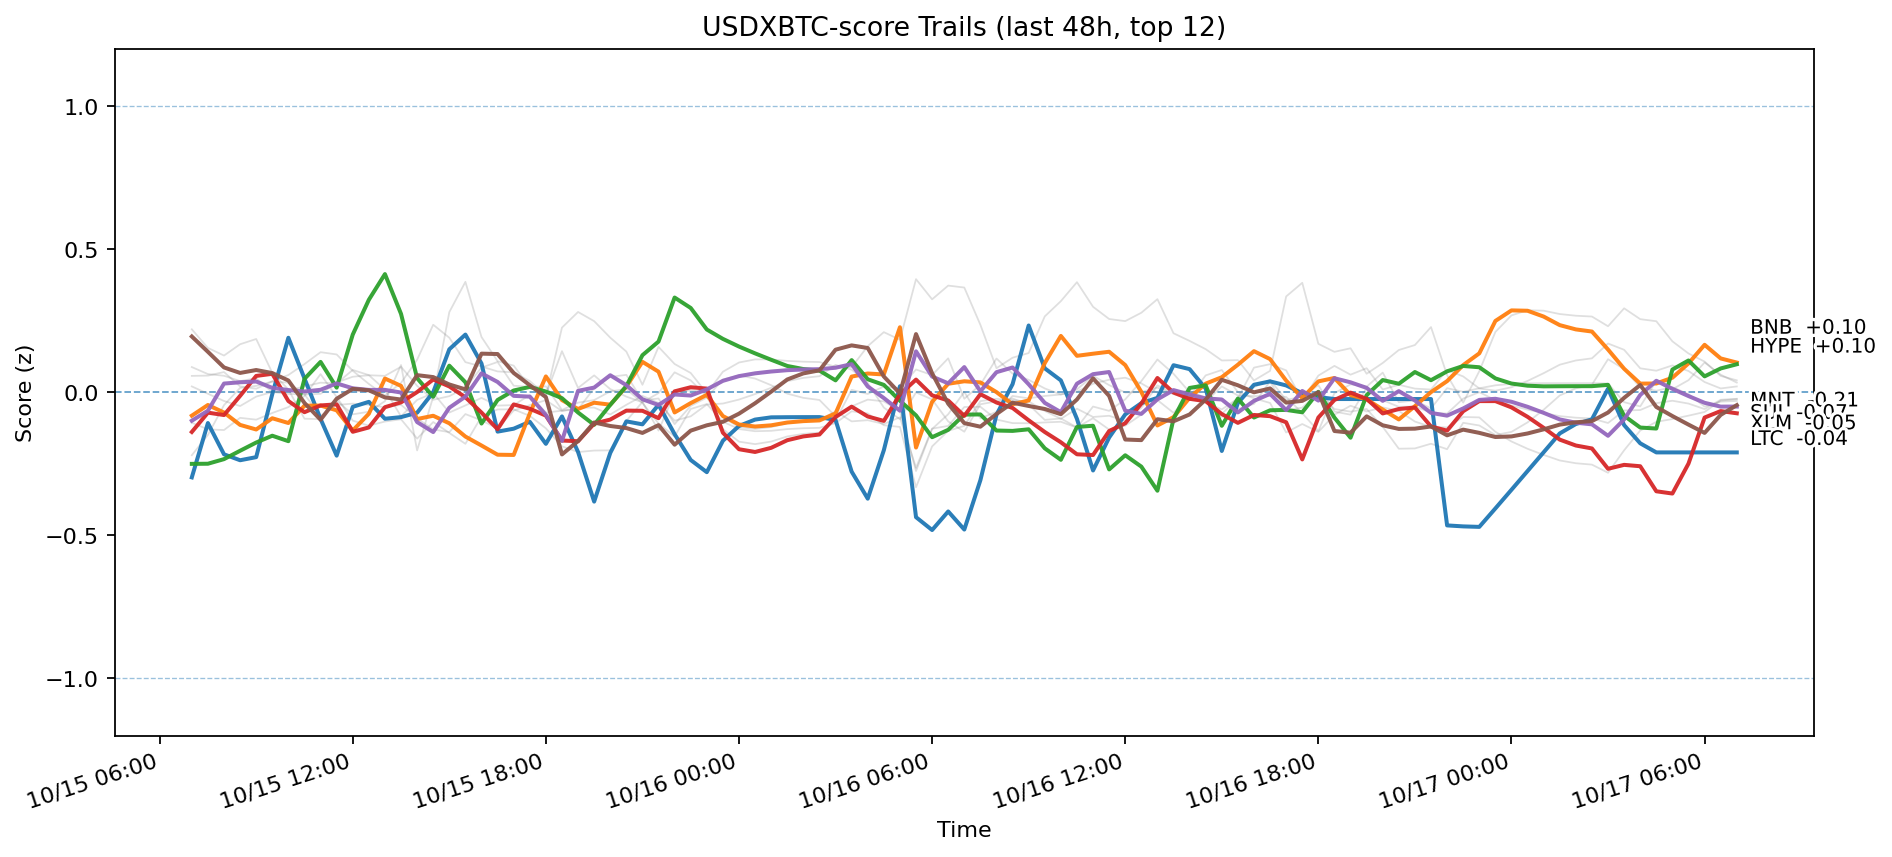 USDXBTC-score Trails (last 48h, top 12)
Score (z)
1.0
0.5
0.0
−0.5
−1.0
BNB +0.10
HYPE +0.10
MNT -0.21
-0.07
XLM -0.05
LTC -0.04
10/15 06:00
10/15 12:00
10/15 18:00
10/16 00:00
10/16 06:00
10/16 12:00
10/16 18:00
10/17 00:00
10/17 06:00
Time